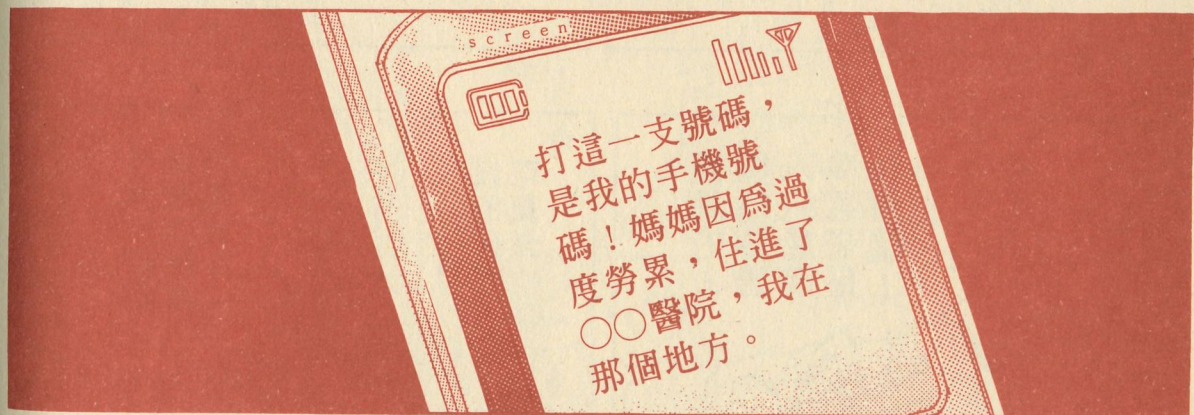 screen
打這一支號碼，
是我的手機號
碼！媽媽因爲過
度勞累，住進了
○○醫院，我在
那個地方。